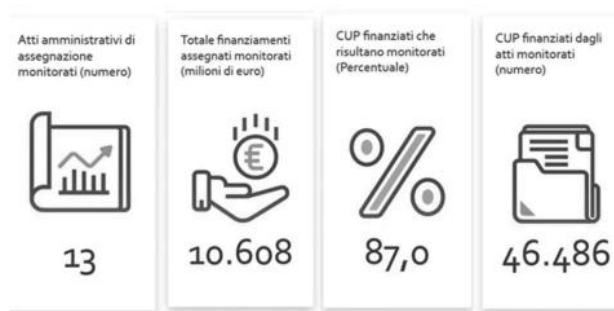 Atti amministrativi di
assegnazione
monitorati (numero)
13
Totale finanziamenti
assegnati monitorati
(milioni di euro)
€
10.608
CUP finanziati che
risultano monitorati
(Percentuale)
%
87,0
CUP finanziati dagli
atti monitorati
(numero)
46.486